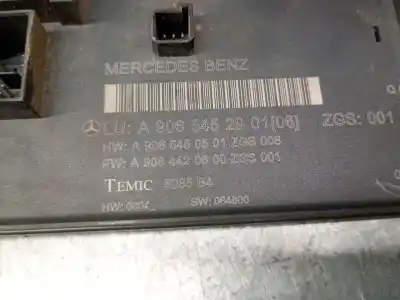 MERCEDES BENZ
LU: A 906 545 29 01[06] ZGS: 001
HW: A 906 545 05 01 ZGS 006
FW: A 906 442 06 00 ZGS 001
TEMIC
HW: SW: 064800